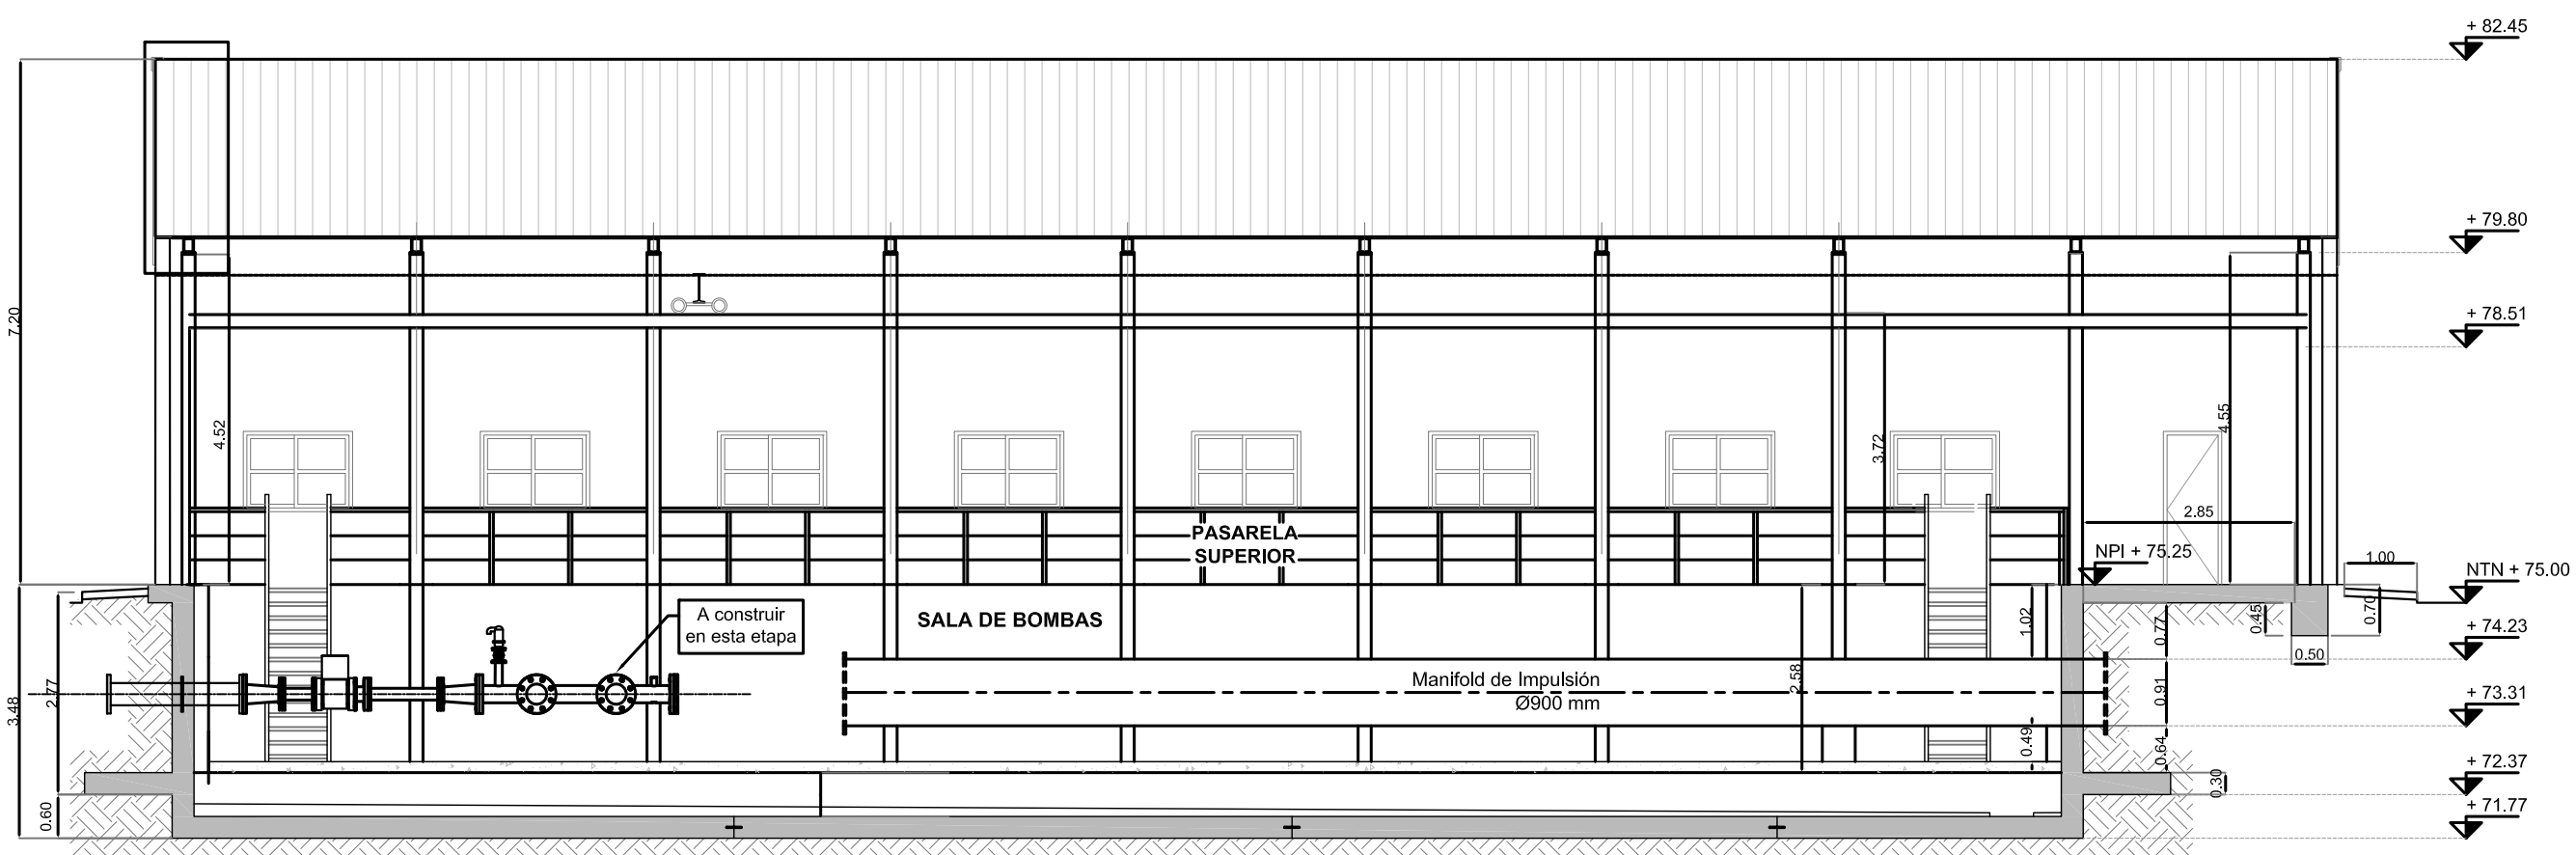 + 82.45
+ 79.80
+ 78.51
7.20
4.52
3.72
4.55
PASARELA
SUPERIOR
2.85
NPI + 75.25
1.00
NTN + 75.00
A construir
en esta etapa
SALA DE BOMBAS
1.02
0.77
0.45
0.70
+ 74.23
0.50
Manifold de Impulsión
Ø900 mm
2.58
0.91
2.77
3.48
+ 73.31
0.49
0.64
+ 72.37
0.30
0.60
+ 71.77